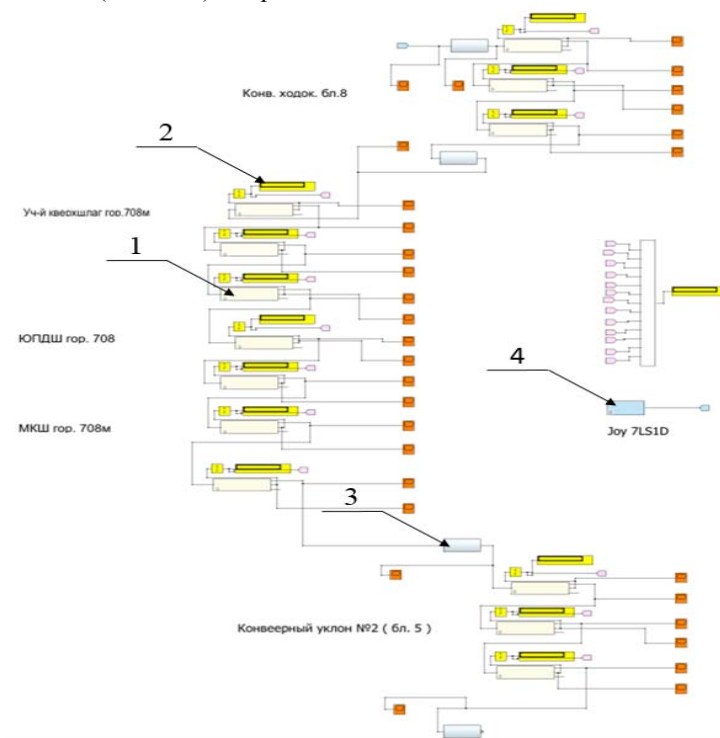 Конв. ходок. бл.8
2
Уч-й кверхшлаг гор.708м
1
ЮПДШ гор. 708
4
МКШ гор. 708м
Joy 7LS1D
3
Конвеерный уклон №2 ( бл. 5 )